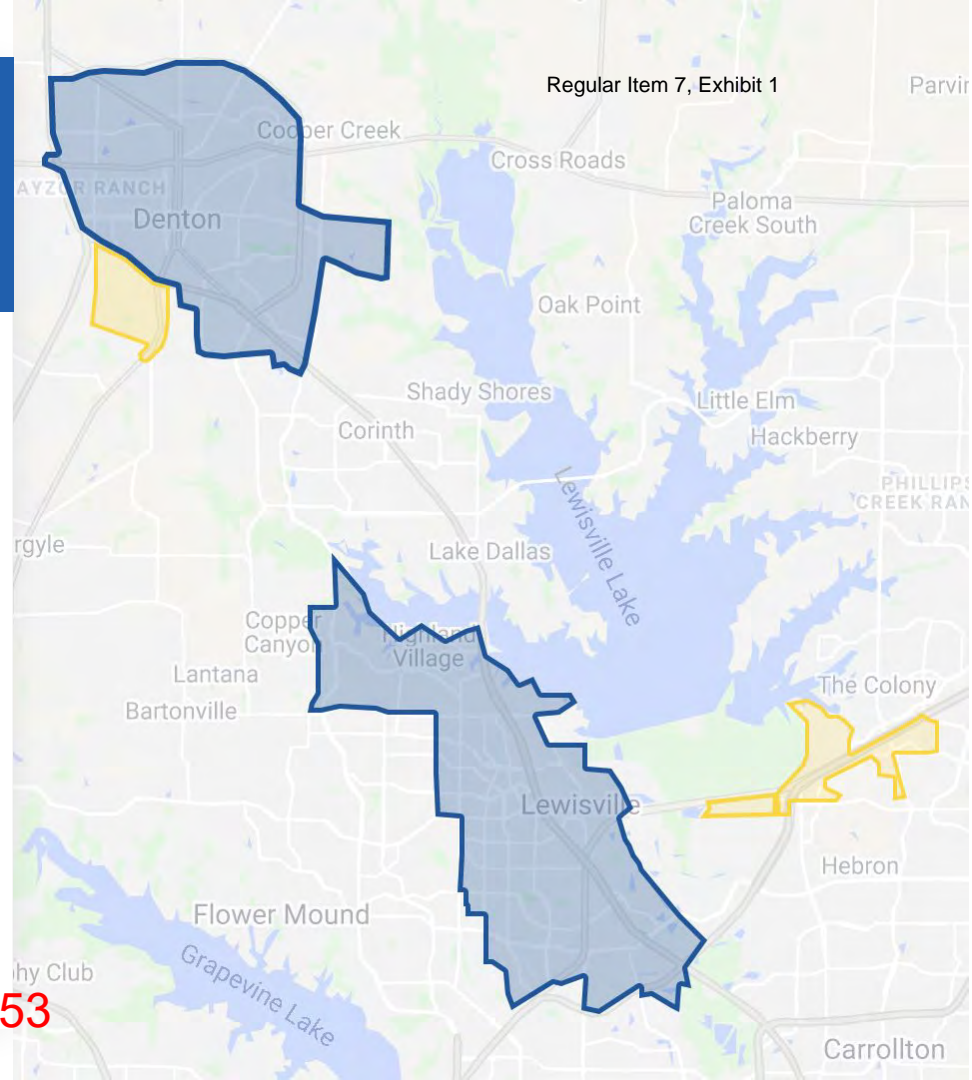 Regular Item 7, Exhibit 1
Parvin
Cooper Creek
Cross Roads
AYZOR RANCH
Paloma
Creek South
Denton
Oak Point
Shady Shores
Little Elm
Corinth
Hackberry
PHILLIPS
CREEK RAN
Lewisville Lake
rgyle
Lake Dallas
Copper
Canyon
Highland
Village
Lantana
The Colony
Bartonville
Lewisville
Hebron
Flower Mound
Grapevine Lake
hy Club
53
Carrollton